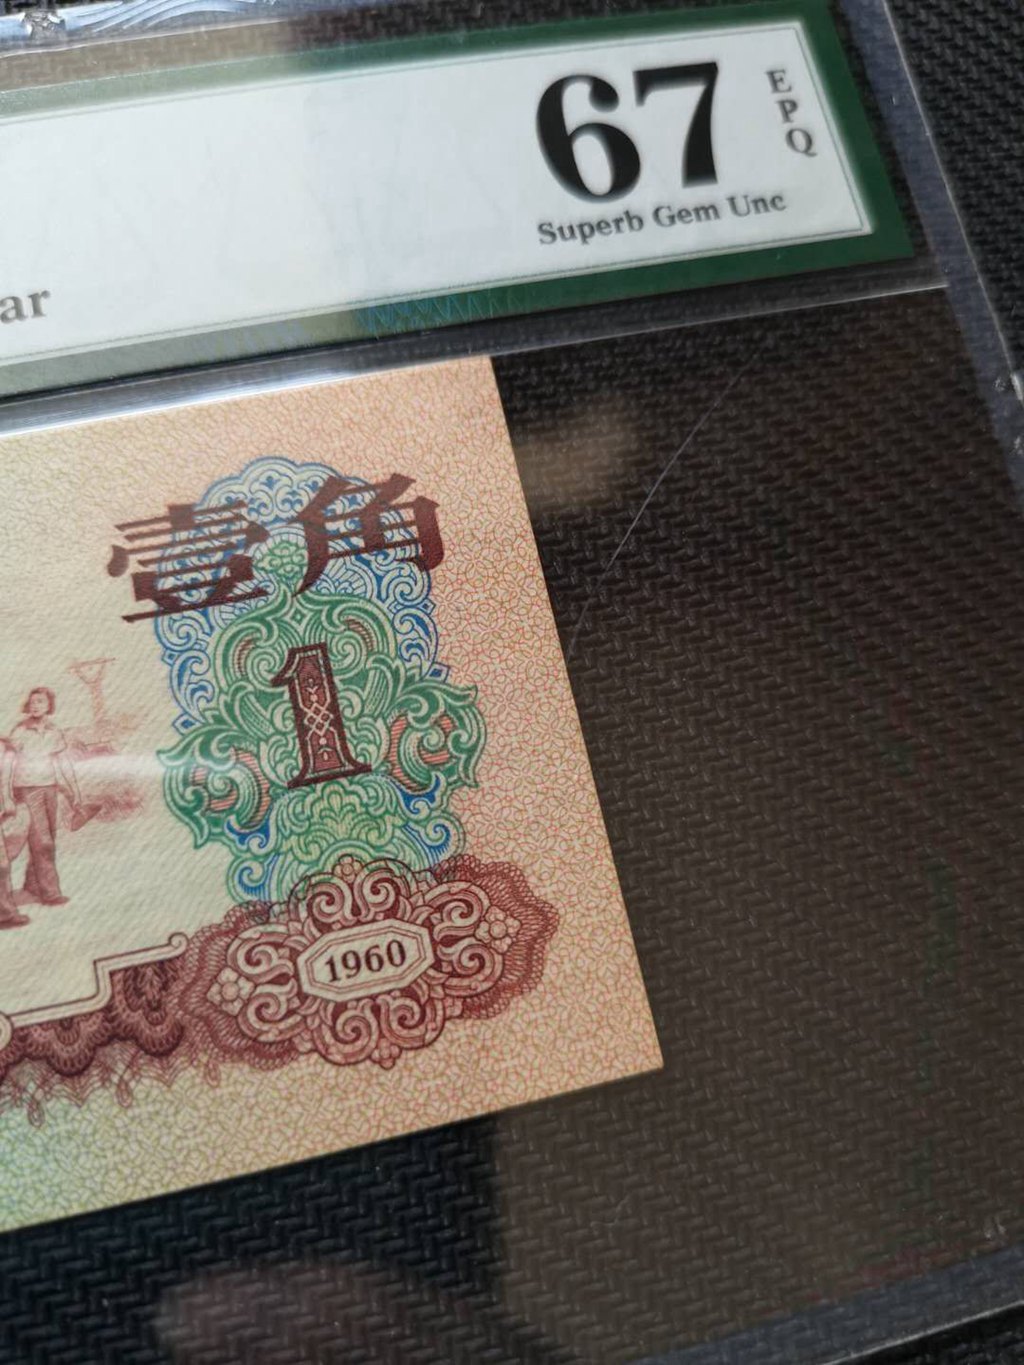 67
EPQ
Superb Gem Unc
ar
壹角
1
1960